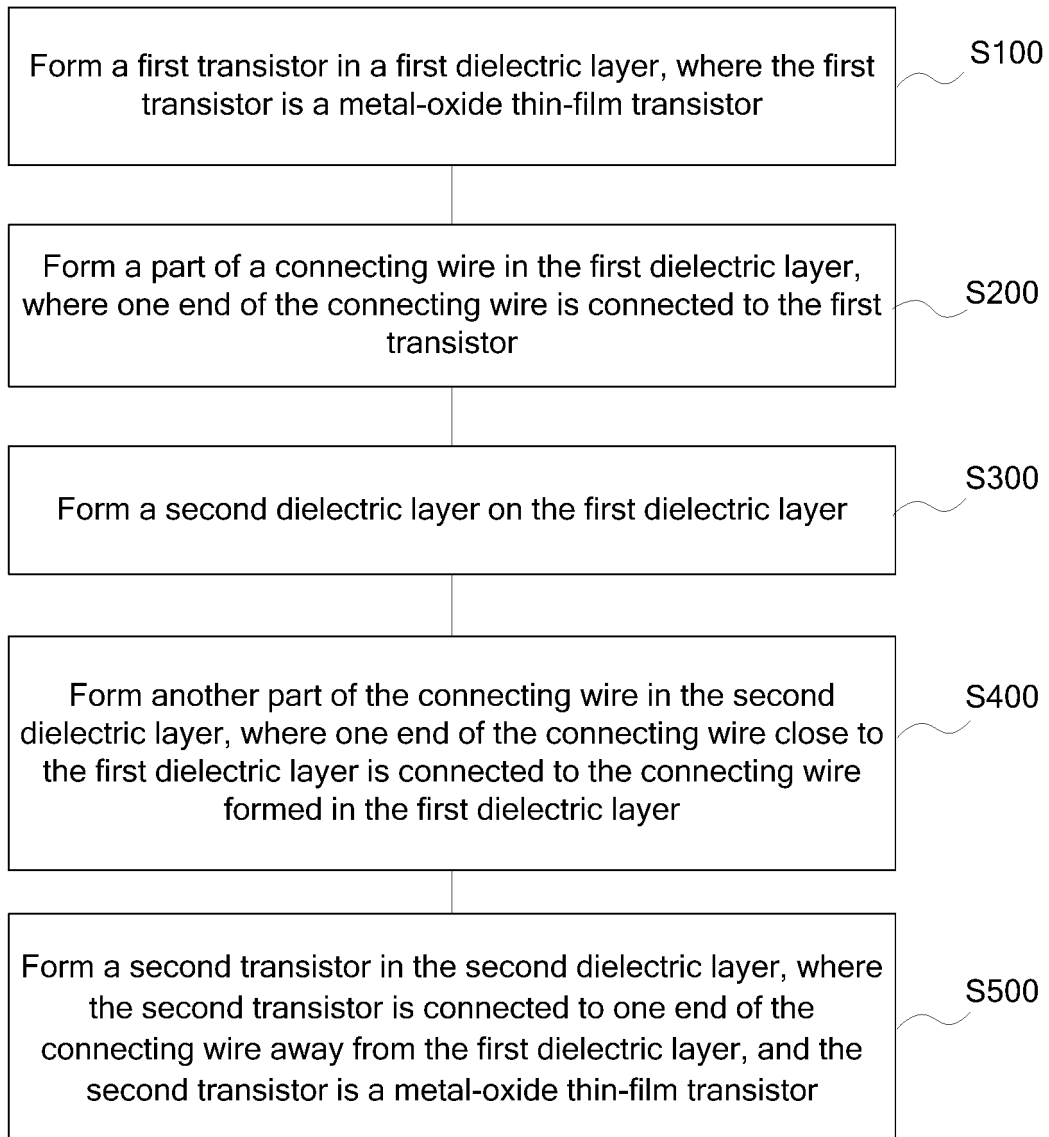 Form a first transistor in a first dielectric layer, where the first
transistor is a metal-oxide thin-film transistor
S100
Form a part of a connecting wire in the first dielectric layer,
where one end of the connecting wire is connected to the first
transistor
S200
Form a second dielectric layer on the first dielectric layer
S300
Form another part of the connecting wire in the second
dielectric layer, where one end of the connecting wire close to
the first dielectric layer is connected to the connecting wire
formed in the first dielectric layer
S400
Form a second transistor in the second dielectric layer, where
the second transistor is connected to one end of the
connecting wire away from the first dielectric layer, and the
second transistor is a metal-oxide thin-film transistor
S500